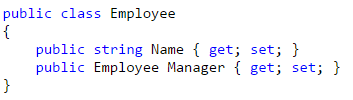 public class Employee
{
    public string Name { get; set; }
    public Employee Manager { get; set; }
}